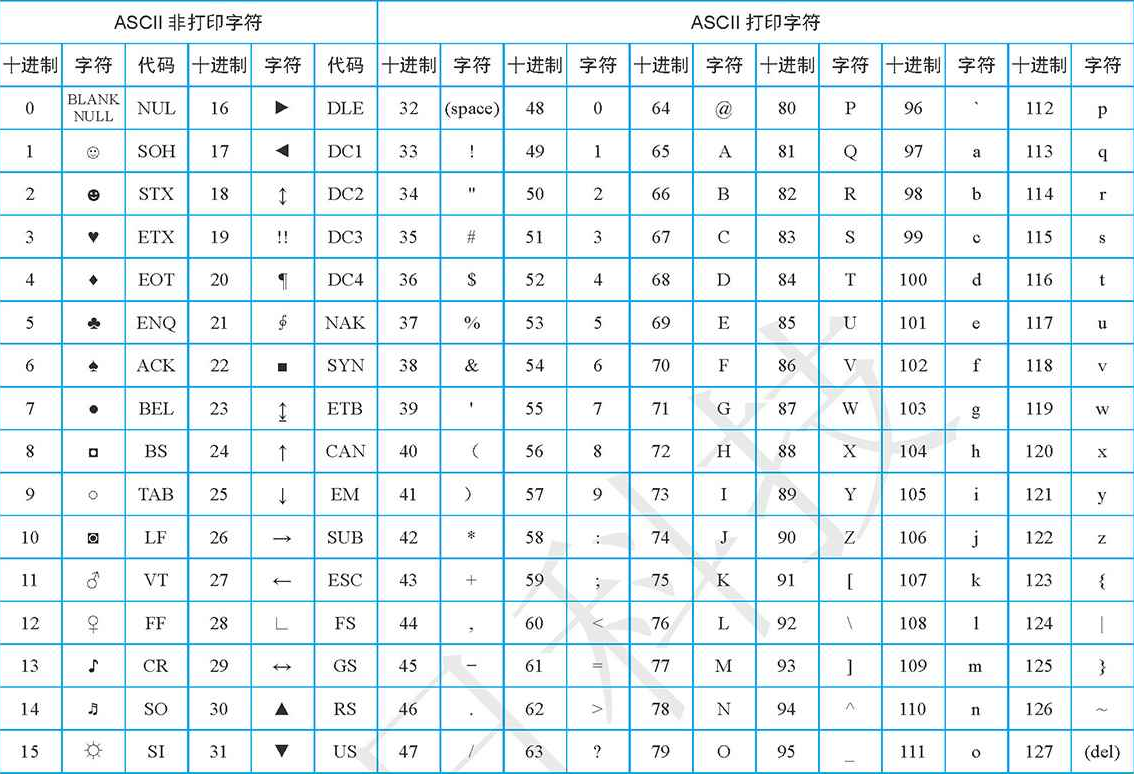 ASCII 非打印字符 ASCII 打印字符
十进制 字符 代码 十进制 字符 代码 十进制 字符 十进制 字符 十进制 字符 十进制 字符 十进制 字符 十进制 字符
0 BLANK NULL NUL 16 ► DLE 32 (space) 48 0 64 @ 80 P 96 ` 112 p
1 ☺ SOH 17 ◄ DC1 33 ! 49 1 65 A 81 Q 97 a 113 q
2 ☻ STX 18 ↕ DC2 34 " 50 2 66 B 82 R 98 b 114 r
3 ♥ ETX 19 !! DC3 35 # 51 3 67 C 83 S 99 c 115 s
4 ♦ EOT 20 ¶ DC4 36 $ 52 4 68 D 84 T 100 d 116 t
5 ♣ ENQ 21 ∮ NAK 37 % 53 5 69 E 85 U 101 e 117 u
6 ♠ ACK 22 ■ SYN 38 & 54 6 70 F 86 V 102 f 118 v
7 ● BEL 23 ↨ ETB 39 ' 55 7 71 G 87 W 103 g 119 w
8 ◘ BS 24 ↑ CAN 40 ( 56 8 72 H 88 X 104 h 120 x
9 ○ TAB 25 ↓ EM 41 ) 57 9 73 I 89 Y 105 i 121 y
10 ◙ LF 26 → SUB 42 * 58 : 74 J 90 Z 106 j 122 z
11 ♂ VT 27 ← ESC 43 + 59 ; 75 K 91 [ 107 k 123 {
12 ♀ FF 28 ∟ FS 44 , 60 < 76 L 92 \ 108 l 124 |
13 ♪ CR 29 ↔ GS 45 − 61 = 77 M 93 ] 109 m 125 }
14 ♬ SO 30 ▲ RS 46 . 62 > 78 N 94 ^ 110 n 126 ~
15 ☼ SI 31 ▼ US 47 / 63 ? 79 O 95 _ 111 o 127 (del)
科技